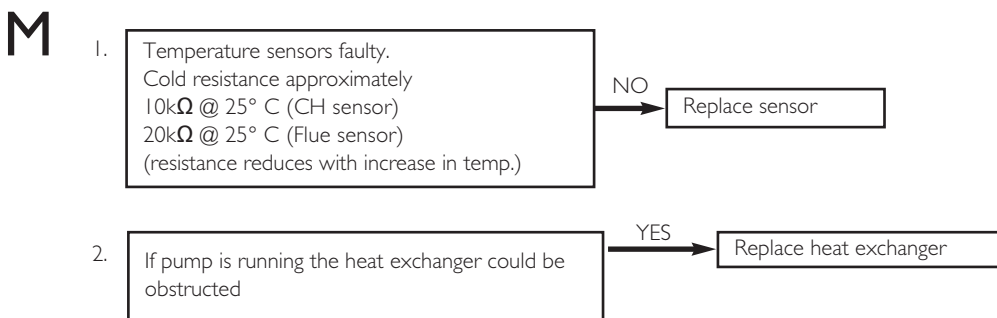 M
1.
Temperature sensors faulty.
Cold resistance approximately
10kΩ @ 25° C (CH sensor)
20kΩ @ 25° C (Flue sensor)
(resistance reduces with increase in temp.)
NO
Replace sensor
2.
If pump is running the heat exchanger could be
obstructed
YES
Replace heat exchanger